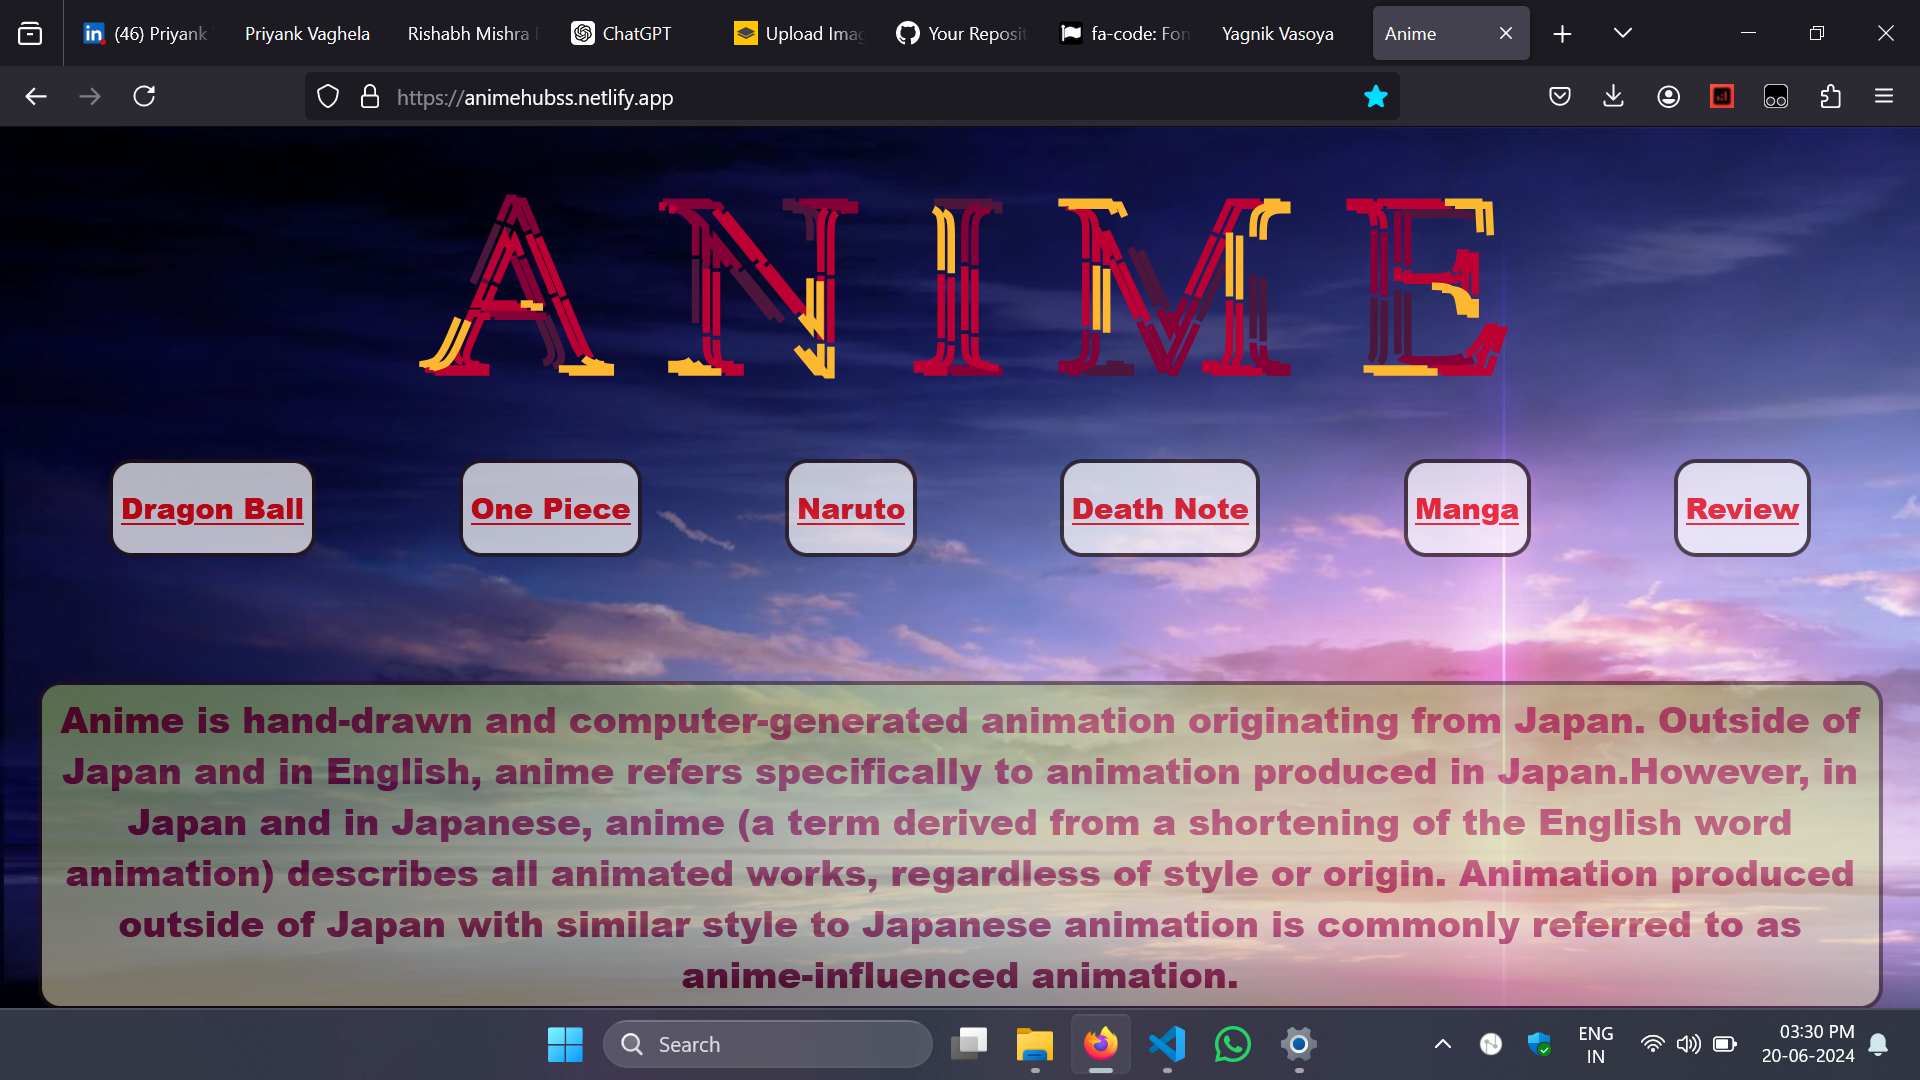 (46) Priyank
Priyank Vaghela
Rishabh Mishra
ChatGPT
Upload Imag
Your Reposit
fa-code: Fon
Yagnik Vasoya
Anime
https://animehubss.netlify.app
ANIME
Dragon Ball
One Piece
Naruto
Death Note
Manga
Review
Anime is hand-drawn and computer-generated animation originating from Japan. Outside of
Japan and in English, anime refers specifically to animation produced in Japan.However, in
Japan and in Japanese, anime (a term derived from a shortening of the English word
animation) describes all animated works, regardless of style or origin. Animation produced
outside of Japan with similar style to Japanese animation is commonly referred to as
anime-influenced animation.
Search
ENG
IN
03:30 PM
20-06-2024